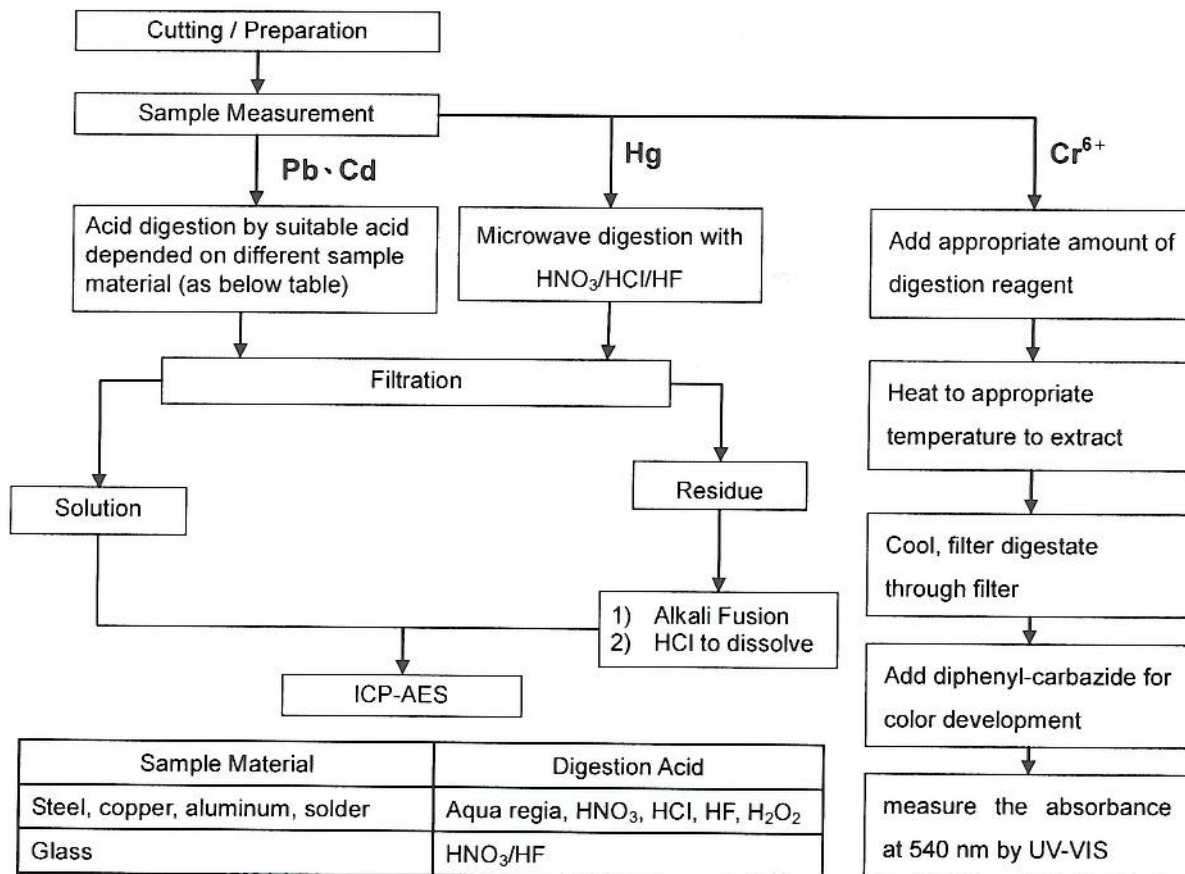 Cutting / Preparation
Sample Measurement
Pb、Cd
Hg
Cr⁶⁺
Acid digestion by suitable acid
depended on different sample
material (as below table)
Microwave digestion with
HNO₃/HCl/HF
Add appropriate amount of
digestion reagent
Filtration
Heat to appropriate
temperature to extract
Solution
Residue
Cool, filter digestate
through filter
1) Alkali Fusion
2) HCl to dissolve
ICP-AES
Add diphenyl-carbazide for
color development
measure the absorbance
at 540 nm by UV-VIS
Sample Material Digestion Acid
Steel, copper, aluminum, solder Aqua regia, HNO₃, HCl, HF, H₂O₂
Glass HNO₃/HF